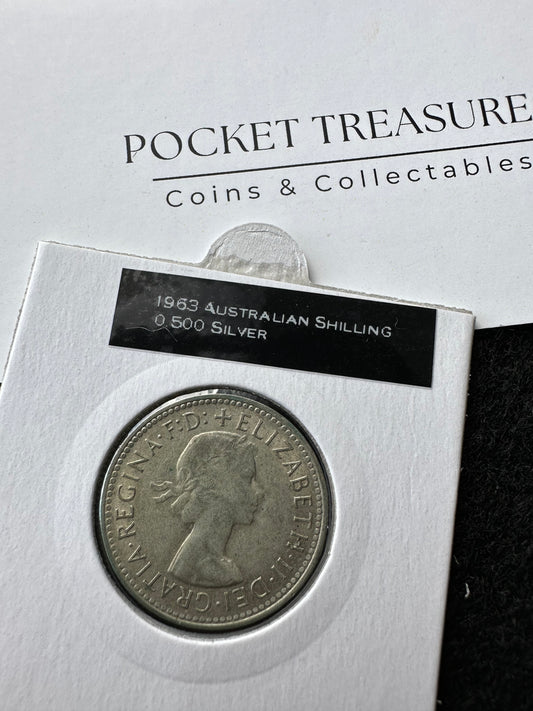 POCKET TREASURE
Coins & Collectables
1963 AUSTRALIAN SHILLING
0.500 SILVER
+ELIZABETH·II·DEI·GRATIA·REGINA·F:D: